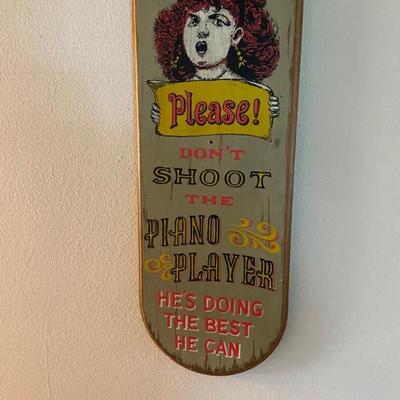 Please!
DON'T
SHOOT
THE
PIANO
PLAYER
HE'S DOING
THE BEST
HE CAN